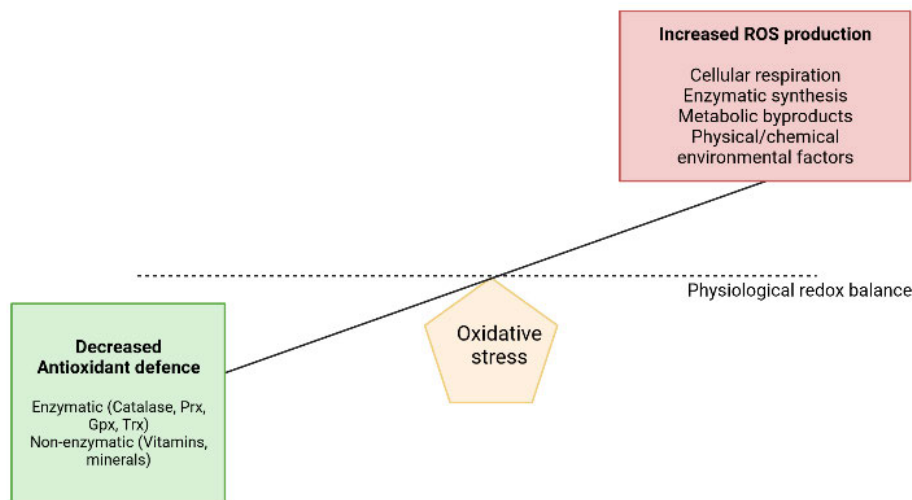 Increased ROS production
Cellular respiration
Enzymatic synthesis
Metabolic byproducts
Physical/chemical
environmental factors
Physiological redox balance
Oxidative
stress
Decreased
Antioxidant defence
Enzymatic (Catalase, Prx,
Gpx, Trx)
Non-enzymatic (Vitamins,
minerals)